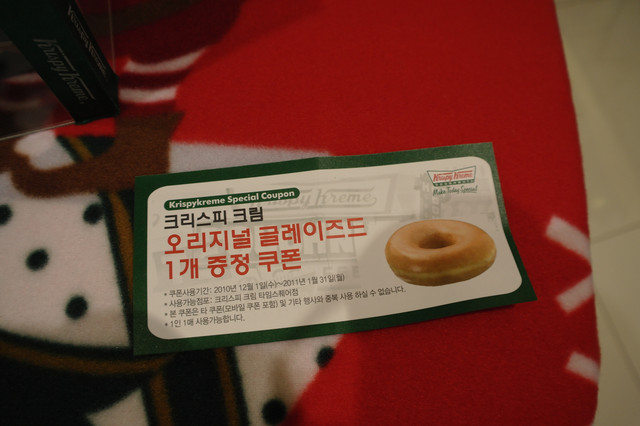 Krispy Kreme
Krispykreme Special Coupon
Krispy Kreme
DOUGHNUTS
Make Today Special!
크리스피 크림
오리지널 글레이즈드
1개 증정 쿠폰
• 쿠폰사용기간: 2010년 12월 1일(수)~2011년 1월 31일(월)
• 사용가능점포: 크리스피 크림 타임스퀘어점
• 본 쿠폰은 타 쿠폰(모바일 쿠폰 포함) 및 기타 행사와 중복 사용 하실 수 없습니다.
• 1인 1매 사용가능합니다.